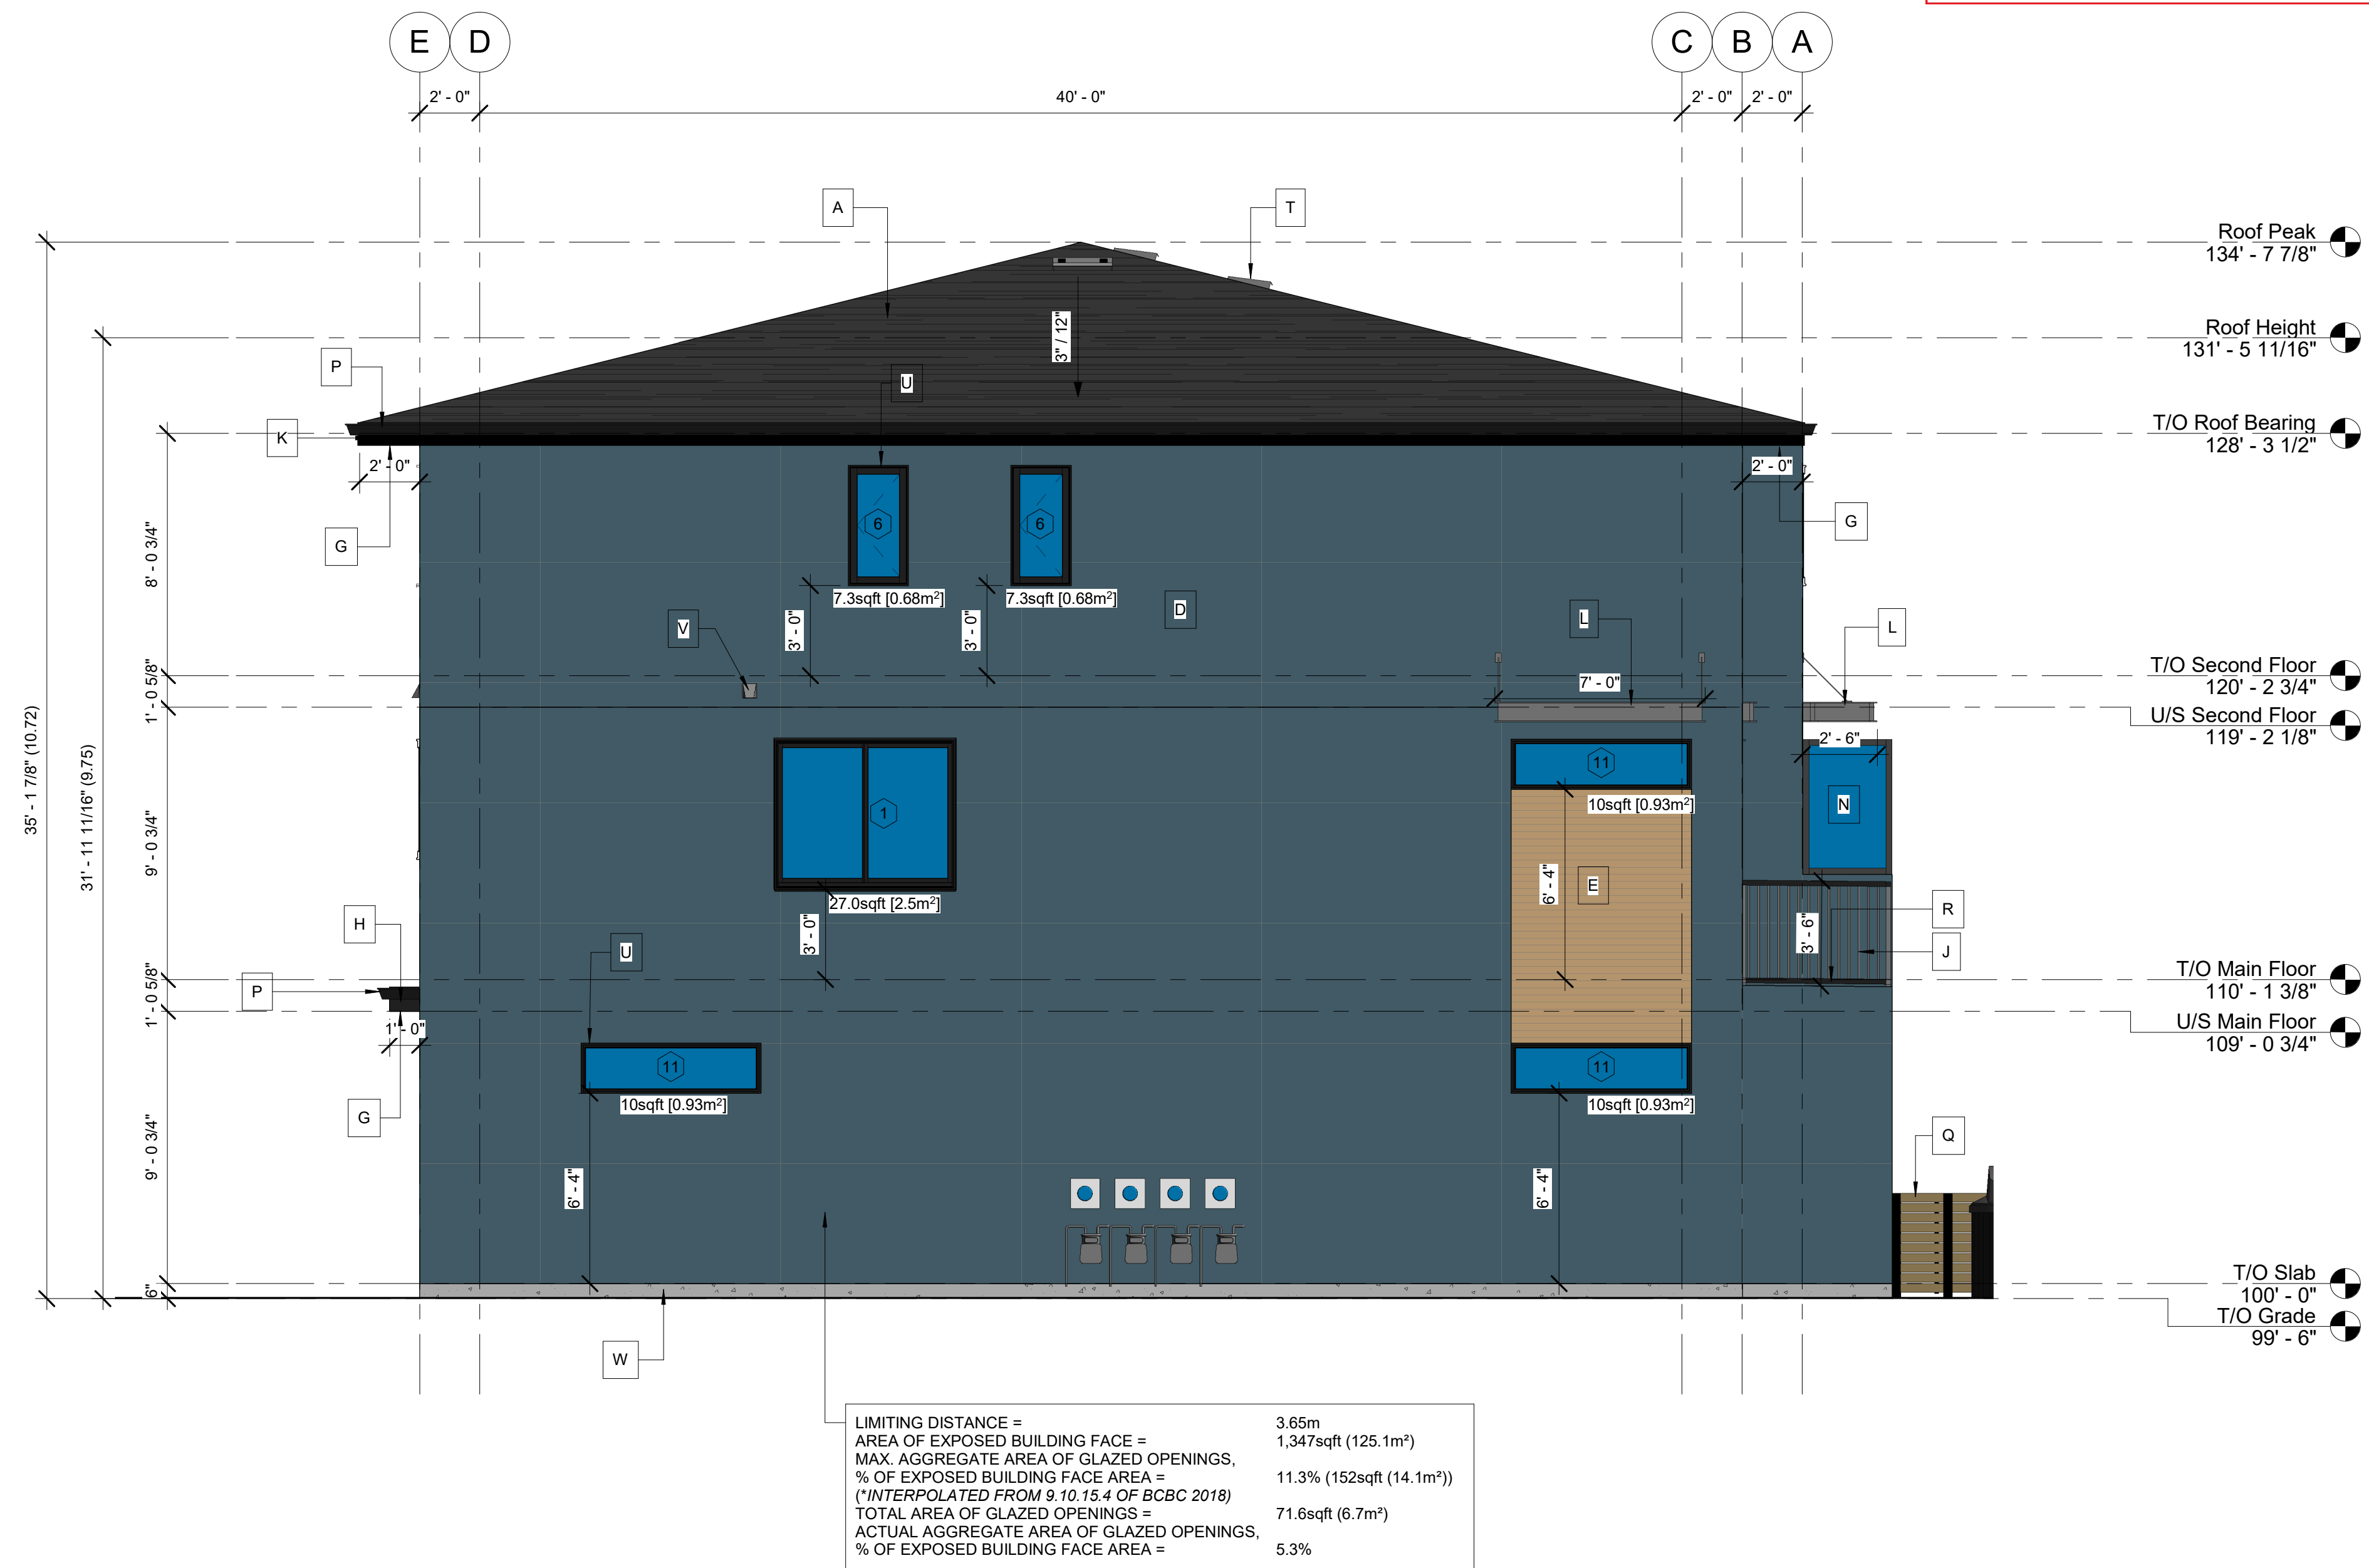 E D C B A
2' - 0" 40' - 0" 2' - 0" 2' - 0"
A T
Roof Peak
134' - 7 7/8"
Roof Height
131' - 5 11/16"
3" / 12"
P
U
T/O Roof Bearing
128' - 3 1/2"
K
2' - 0" 2' - 0"
G G
6 6
8' - 0 3/4"
7.3sqft [0.68m²] 7.3sqft [0.68m²]
D
V
3' - 0" 3' - 0"
L L
T/O Second Floor
120' - 2 3/4"
1' - 0 5/8"
7' - 0"
U/S Second Floor
119' - 2 1/8"
2' - 6"
35' - 1 7/8" (10.72)
31' - 11 11/16" (9.75)
11
10sqft [0.93m²]
1
N
9' - 0 3/4"
27.0sqft [2.5m²]
E
6' - 4"
H
R
3' - 0"
3' - 6"
U
J
T/O Main Floor
110' - 1 3/8"
P
1' - 0 5/8"
U/S Main Floor
109' - 0 3/4"
1' - 0"
11 11
10sqft [0.93m²] 10sqft [0.93m²]
G
9' - 0 3/4"
Q
6' - 4" 6' - 4"
T/O Slab
100' - 0"
6"
T/O Grade
99' - 6"
W
LIMITING DISTANCE = 3.65m
AREA OF EXPOSED BUILDING FACE = 1,347sqft (125.1m²)
MAX. AGGREGATE AREA OF GLAZED OPENINGS,
% OF EXPOSED BUILDING FACE AREA = 11.3% (152sqft (14.1m²))
(*INTERPOLATED FROM 9.10.15.4 OF BCBC 2018)
TOTAL AREA OF GLAZED OPENINGS = 71.6sqft (6.7m²)
ACTUAL AGGREGATE AREA OF GLAZED OPENINGS,
% OF EXPOSED BUILDING FACE AREA = 5.3%